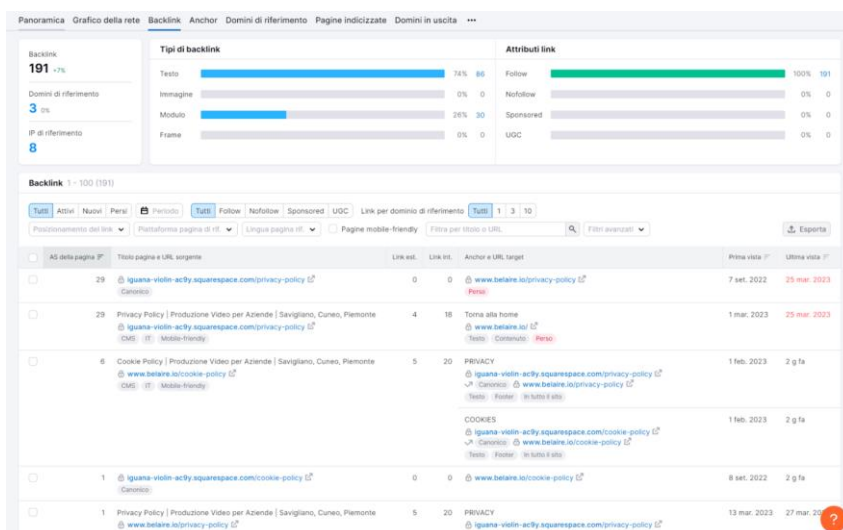 Panoramica Grafico della rete Backlink Anchor Domini di riferimento Pagine indicizzate Domini in uscita •••
Backlink
191 +7%
Domini di riferimento
3 0%
IP di riferimento
8
Tipi di backlink
Testo 74% 86
Immagine 0% 0
Modulo 26% 30
Frame 0% 0
Attributi link
Follow 100% 191
Nofollow 0% 0
Sponsored 0% 0
UGC 0% 0
Backlink 1 - 100 (191)
Tutti Attivi Nuovi Persi Periodo Tutti Follow Nofollow Sponsored UGC Link per dominio di riferimento Tutti 1 3 10
Posizionamento del link Piattaforma pagina di rif. Lingua pagina rif. Pagine mobile-friendly Filtra per titolo o URL Filtri avanzati Esporta
AS della pagina Titolo pagina e URL sorgente Link est. Link int. Anchor e URL target Prima vista Ultima vista
29 iguana-violin-ac9y.squarespace.com/privacy-policy 0 0 www.belaire.io/privacy-policy 7 set. 2022 25 mar. 2023
Canonico Perso
29 Privacy Policy | Produzione Video per Aziende | Savigliano, Cuneo, Piemonte 4 18 Torna alla home 1 mar. 2023 25 mar. 2023
iguana-violin-ac9y.squarespace.com/privacy-policy www.belaire.io/
CMS IT Mobile-friendly Testo Contenuto Perso
6 Cookie Policy | Produzione Video per Aziende | Savigliano, Cuneo, Piemonte 5 20 PRIVACY 1 feb. 2023 2 g fa
www.belaire.io/cookie-policy iguana-violin-ac9y.squarespace.com/privacy-policy
CMS IT Mobile-friendly Canonico www.belaire.io/privacy-policy
Testo Footer In tutto il sito
COOKIES 1 feb. 2023 2 g fa
iguana-violin-ac9y.squarespace.com/cookie-policy
Canonico www.belaire.io/cookie-policy
Testo Footer In tutto il sito
1 iguana-violin-ac9y.squarespace.com/cookie-policy 0 0 www.belaire.io/cookie-policy 8 set. 2022 2 g fa
Canonico
1 Privacy Policy | Produzione Video per Aziende | Savigliano, Cuneo, Piemonte 5 20 PRIVACY 13 mar. 2023 27 mar.
www.belaire.io/privacy-policy iguana-violin-ac9y.squarespace.com/privacy-policy
?